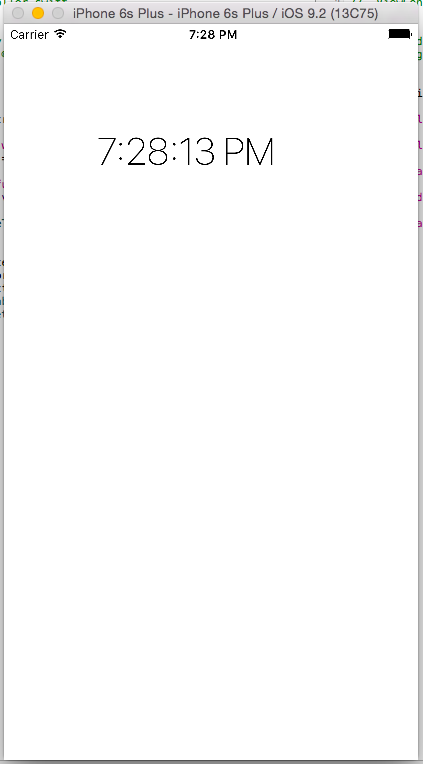 iPhone 6s Plus - iPhone 6s Plus / iOS 9.2 (13C75)
Carrier 7:28 PM
7:28:13 PM